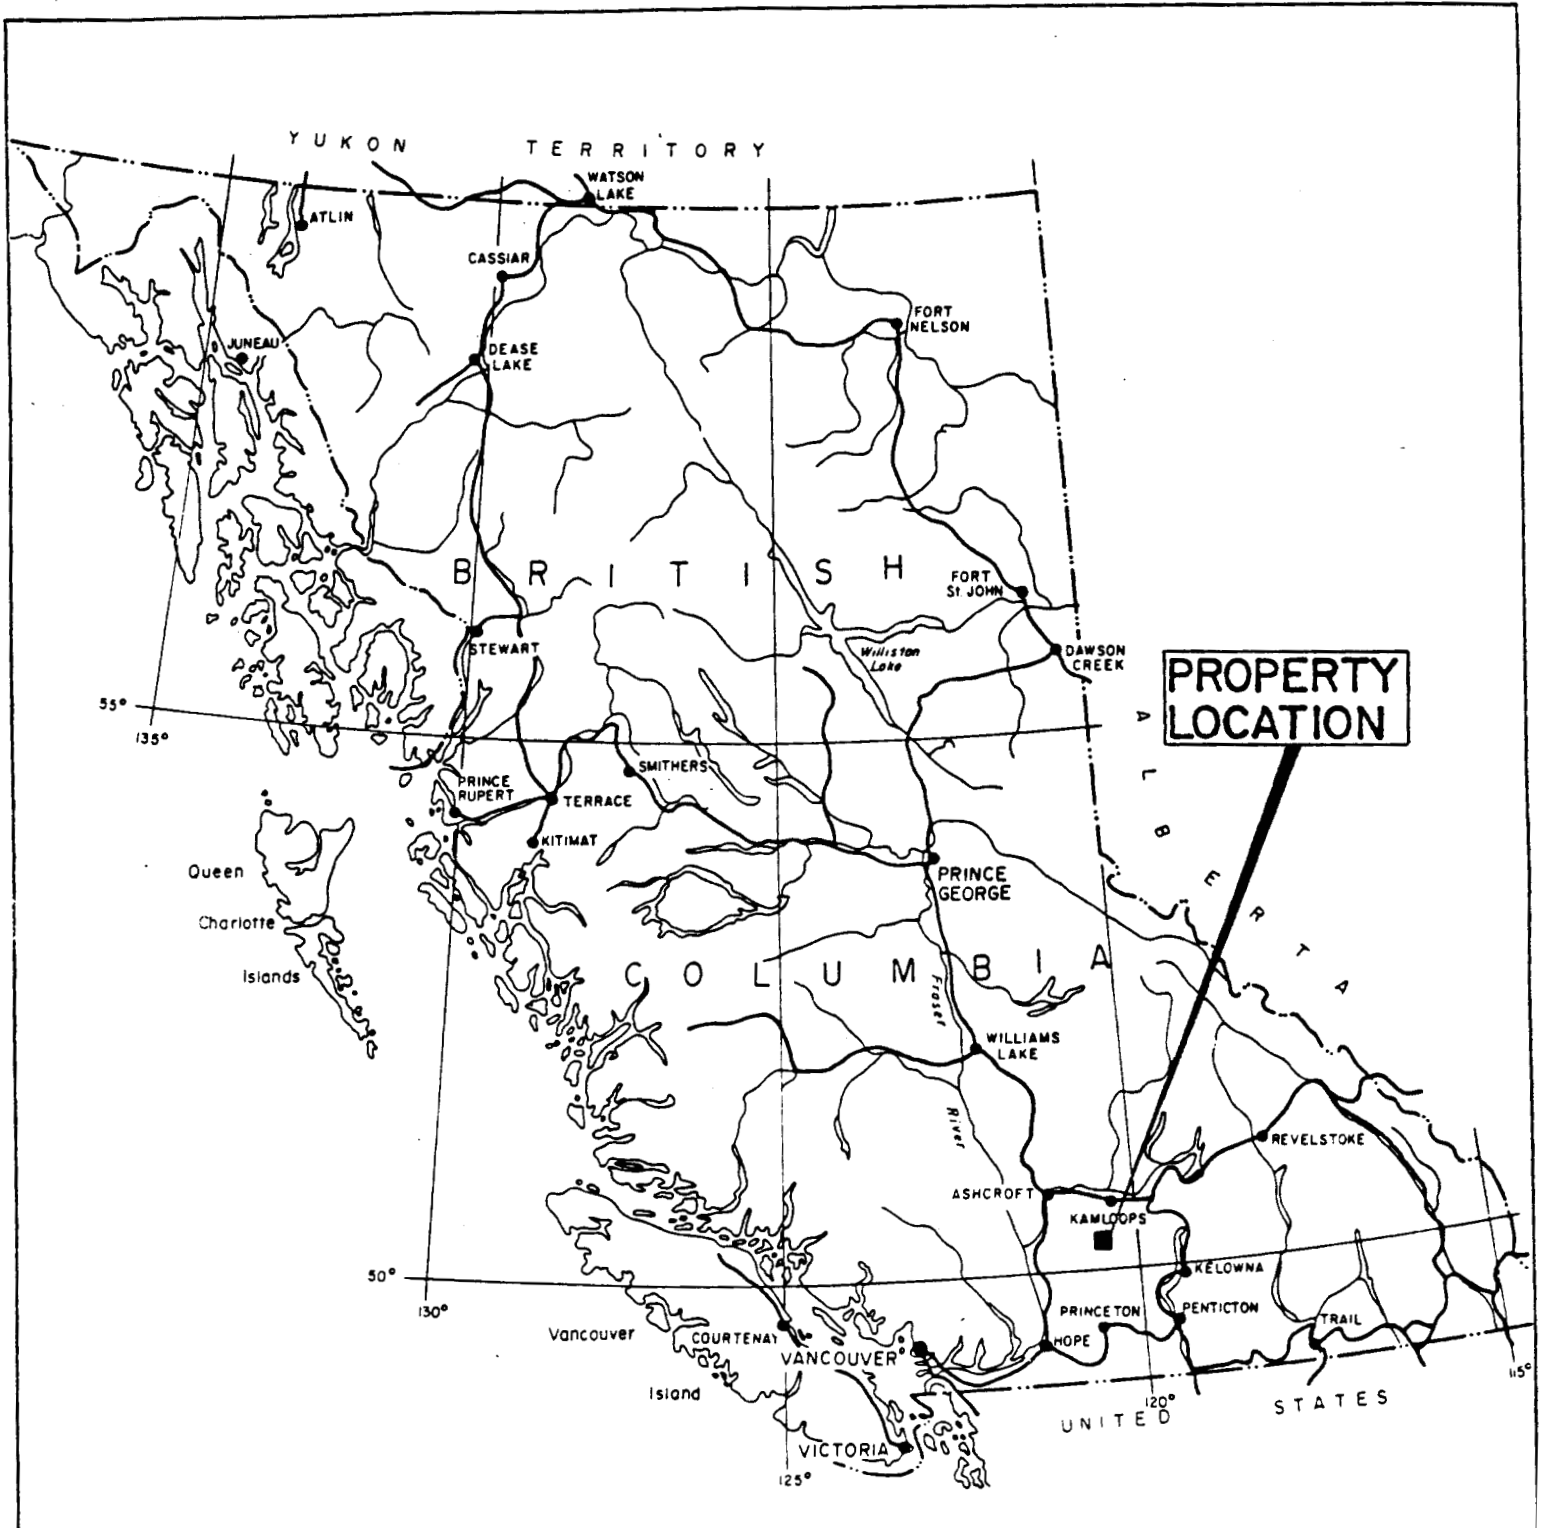 YUKON TERRITORY
WATSON
LAKE
ATLIN
CASSIAR
FORT
NELSON
JUNEAU
DEASE
LAKE
BRITISH
FORT
St. JOHN
STEWART
Williston
Lake
DAWSON
CREEK
PROPERTY
LOCATION
55°
135°
ALBERTA
SMITHERS
PRINCE
RUPERT
TERRACE
KITIMAT
Queen
Charlotte
Islands
PRINCE
GEORGE
COLUMBIA
Fraser
River
WILLIAMS
LAKE
REVELSTOKE
ASHCROFT
KAMLOOPS
50°
130°
KELOWNA
PRINCETON
PENTICTON
TRAIL
HOPE
Vancouver
Island
COURTENAY
VANCOUVER
VICTORIA
125°
120°
115°
UNITED STATES